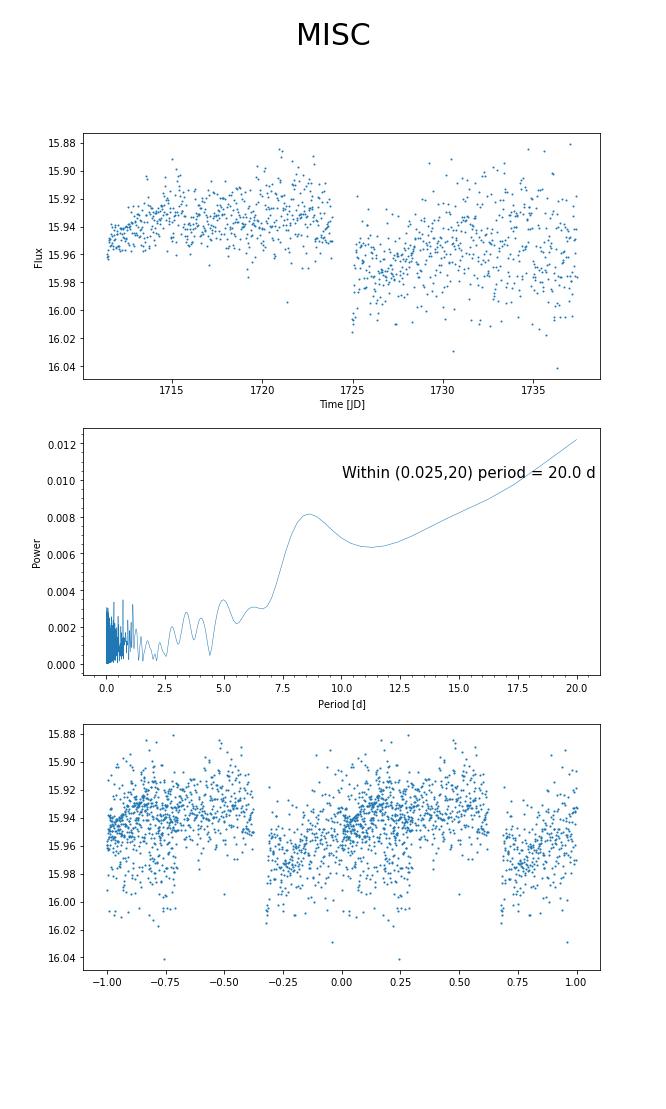 MISC
15.88
15.90
15.92
15.94
15.96
15.98
16.00
16.02
16.04
Flux
1715 1720 1725 1730 1735
Time [JD]
0.012
0.010
0.008
0.006
0.004
0.002
0.000
Power
Within (0.025,20) period = 20.0 d
0.0 2.5 5.0 7.5 10.0 12.5 15.0 17.5 20.0
Period [d]
15.88
15.90
15.92
15.94
15.96
15.98
16.00
16.02
16.04
−1.00 −0.75 −0.50 −0.25 0.00 0.25 0.50 0.75 1.00